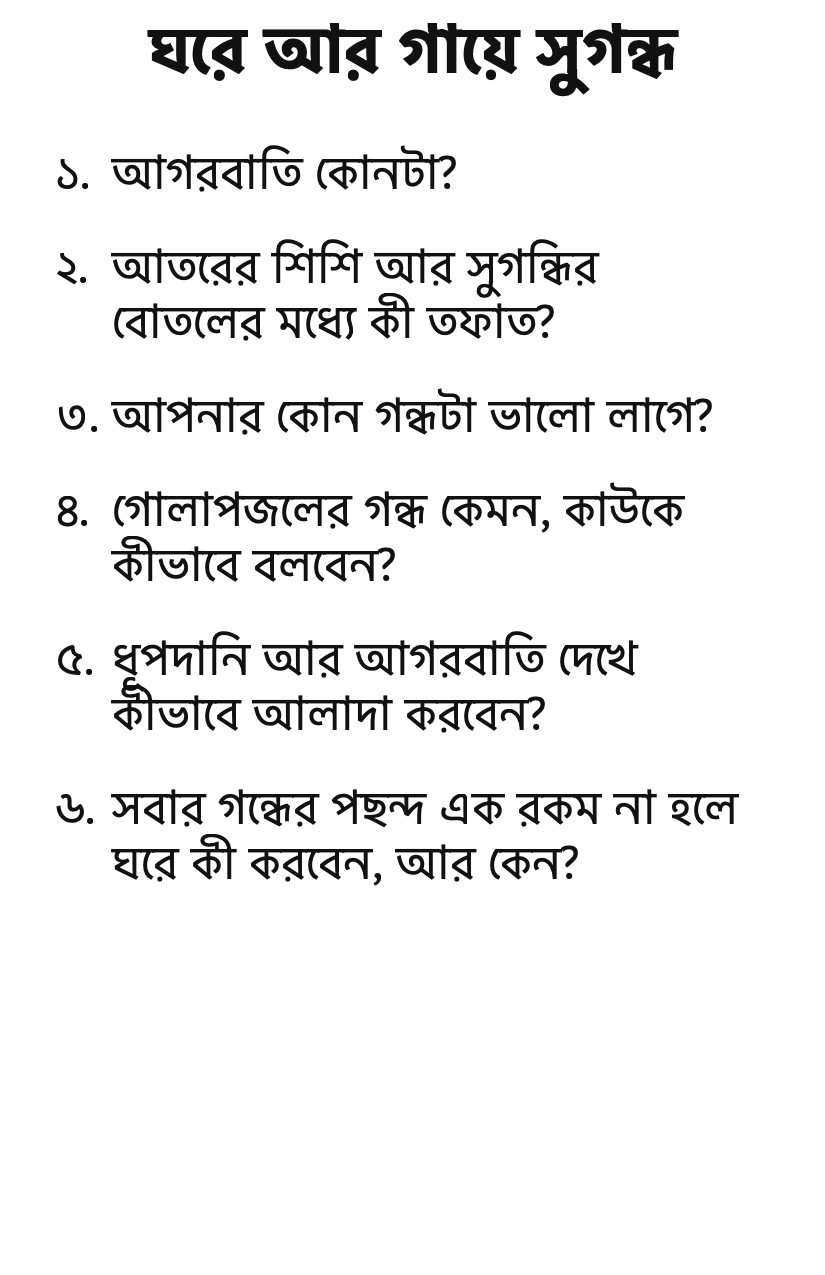 ঘরে আর গায়ে সুগন্ধ
১. আগরবাতি কোনটা?
২. আতরের শিশি আর সুগন্ধির
বোতলের মধ্যে কী তফাত?
৩. আপনার কোন গন্ধটা ভালো লাগে?
৪. গোলাপজলের গন্ধ কেমন, কাউকে
কীভাবে বলবেন?
৫. ধূপদানি আর আগরবাতি দেখে
কীভাবে আলাদা করবেন?
৬. সবার গন্ধের পছন্দ এক রকম না হলে
ঘরে কী করবেন, আর কেন?